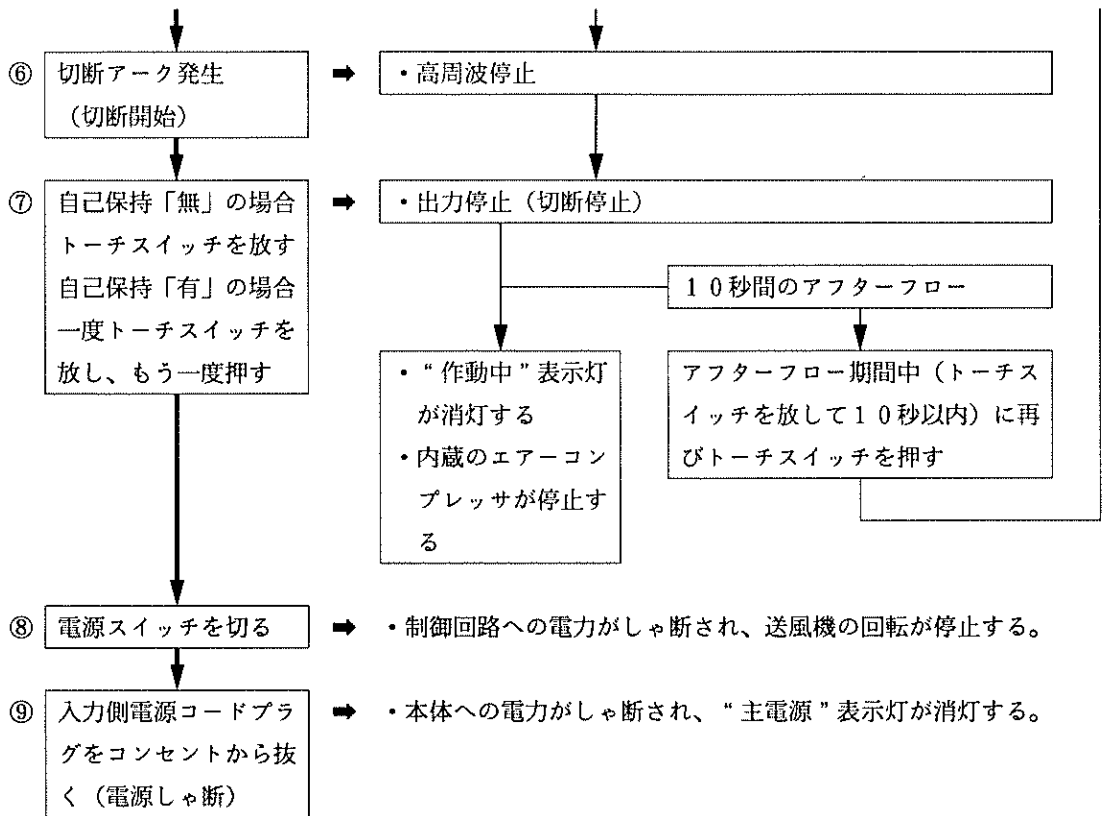 ⑥ 切断アーク発生
（切断開始）
➡ ・高周波停止
⑦ 自己保持「無」の場合
トーチスイッチを放す
自己保持「有」の場合
一度トーチスイッチを
放し、もう一度押す
➡ ・出力停止（切断停止）
１０秒間のアフターフロー
・“作動中”表示灯
が消灯する
・内蔵のエアーコン
プレッサが停止す
る
アフターフロー期間中（トーチス
イッチを放して１０秒以内）に再
びトーチスイッチを押す
⑧ 電源スイッチを切る
➡ ・制御回路への電力がしゃ断され、送風機の回転が停止する。
⑨ 入力側電源コードプラ
グをコンセントから抜
く（電源しゃ断）
➡ ・本体への電力がしゃ断され、“主電源”表示灯が消灯する。